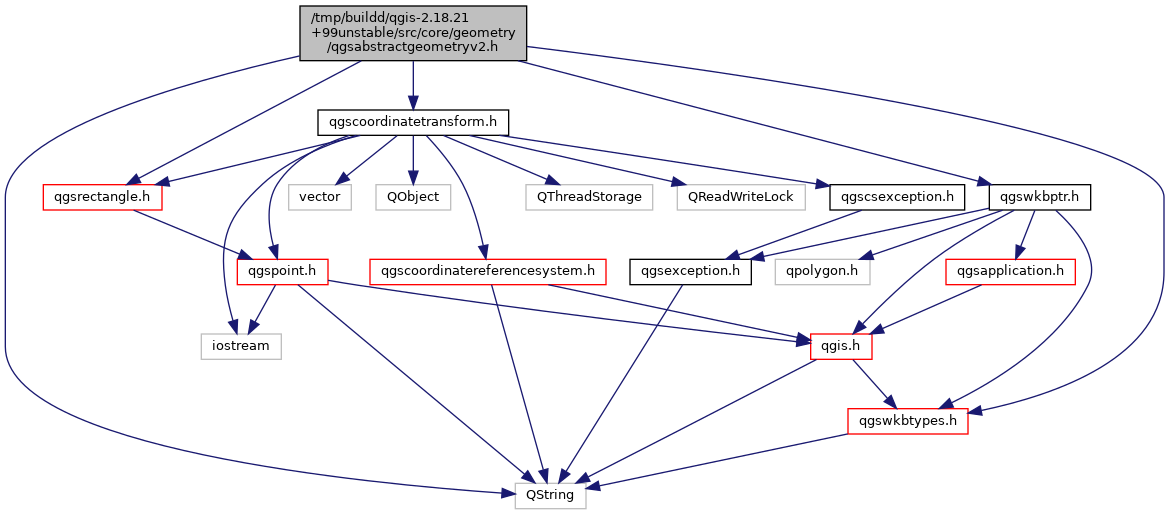 /tmp/buildd/qgis-2.18.21
+99unstable/src/core/geometry
/qgsabstractgeometryv2.h
qgscoordinatetransform.h
qgsrectangle.h
vector
QObject
QThreadStorage
QReadWriteLock
qgscsexception.h
qgswkbptr.h
qgspoint.h
qgscoordinatereferencesystem.h
qgsexception.h
qpolygon.h
qgsapplication.h
iostream
qgis.h
qgswkbtypes.h
QString